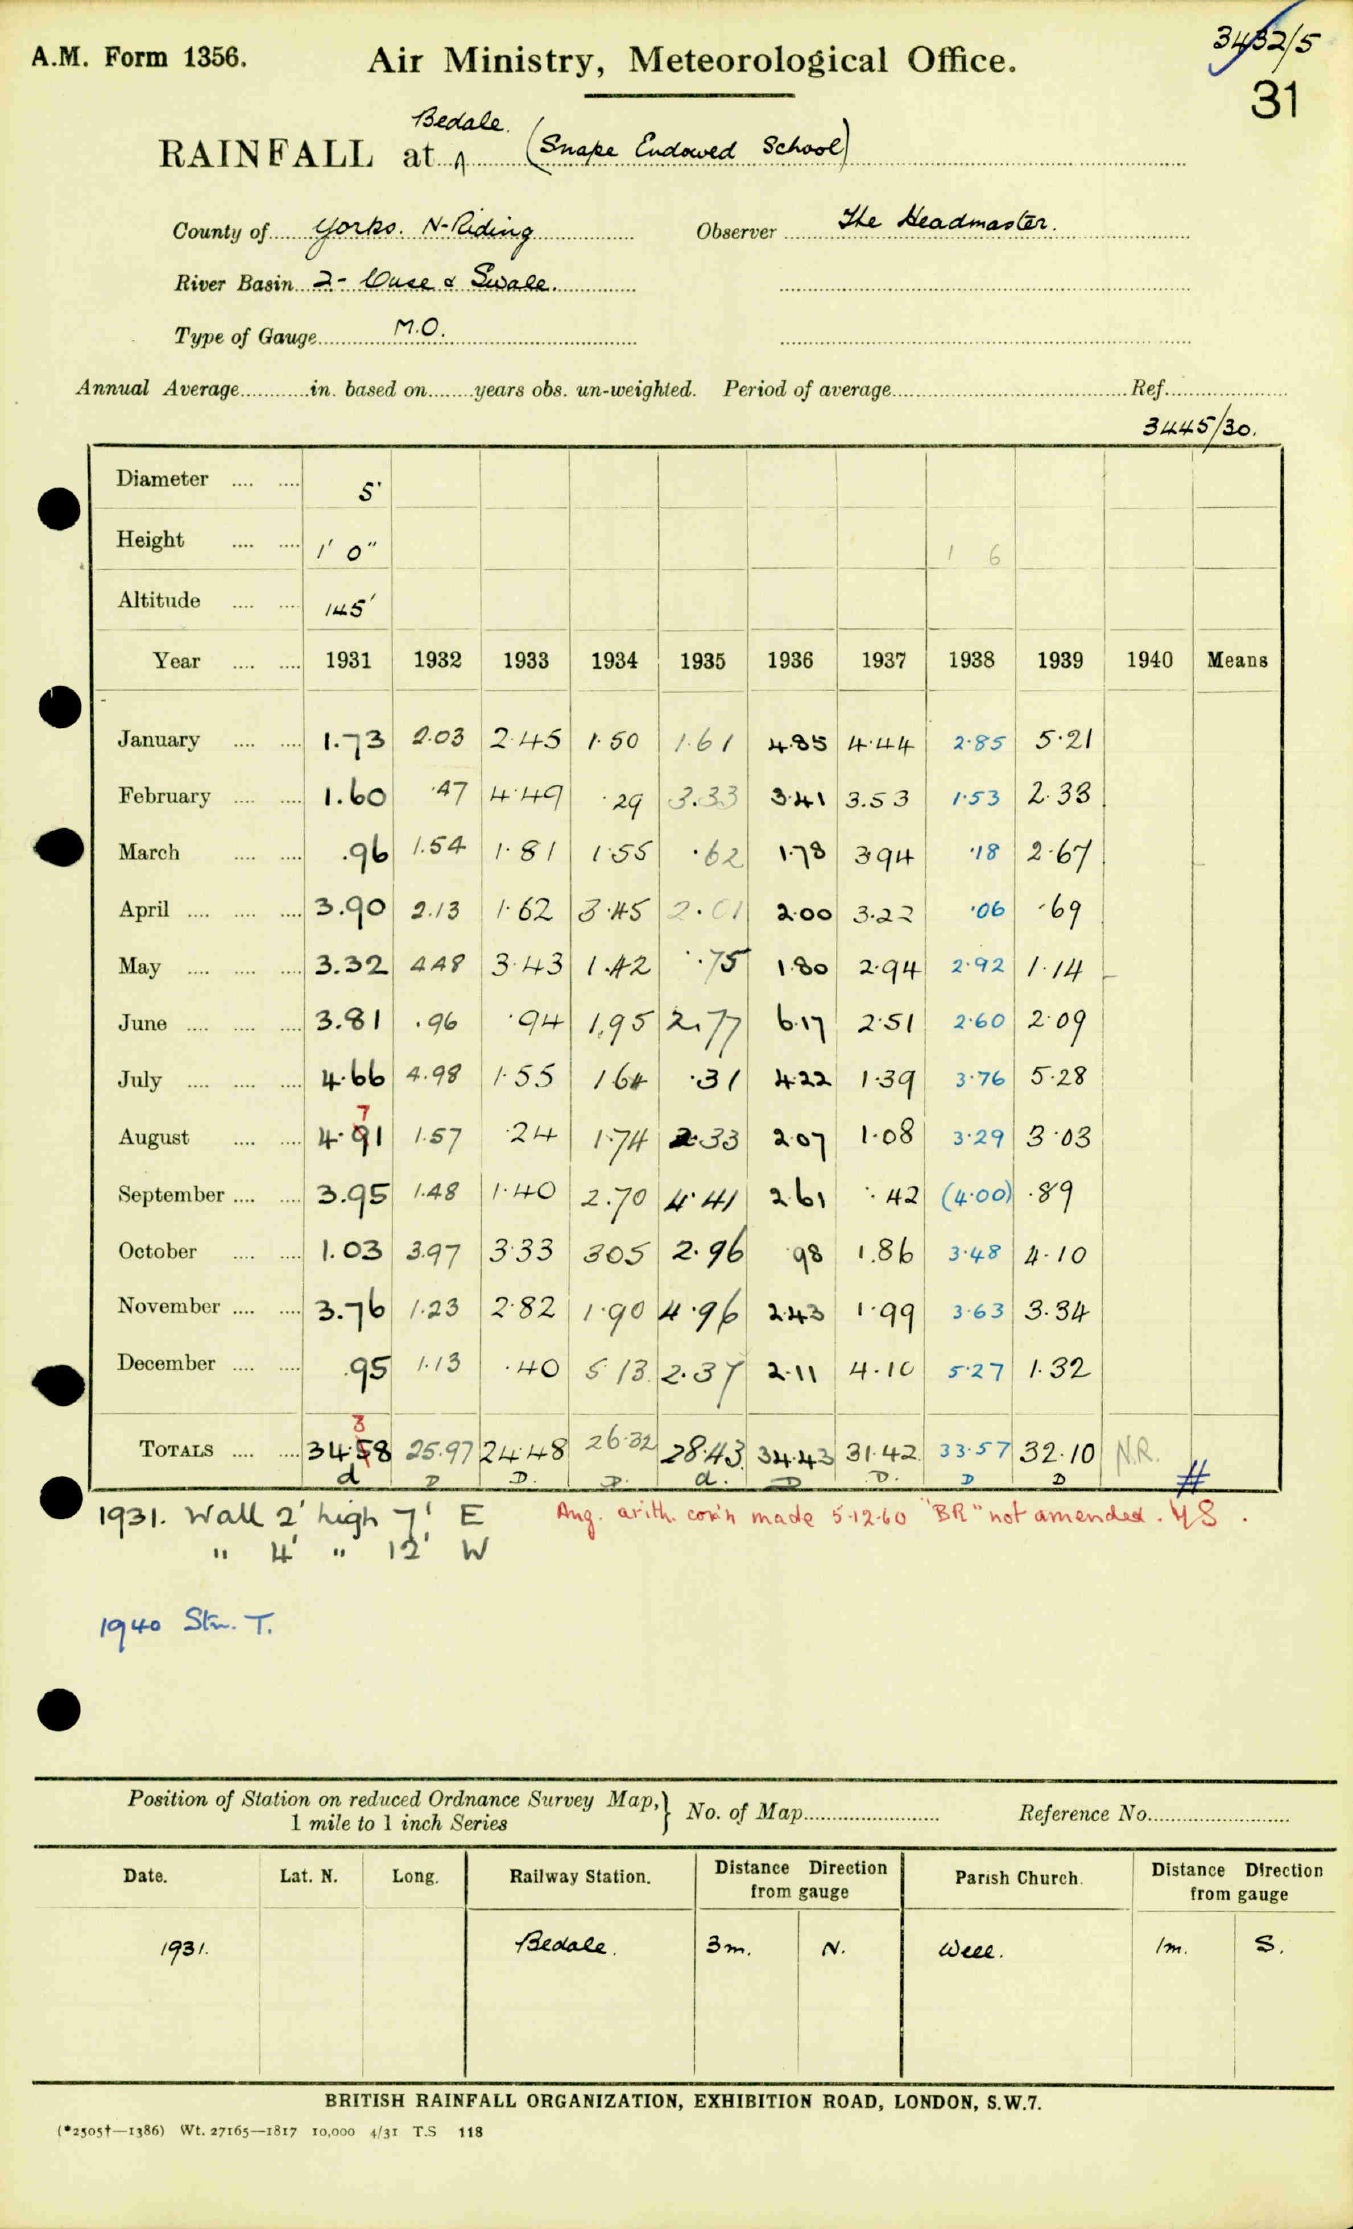 3432/5
A.M. Form 1356. Air Ministry, Meteorological Office.
31
Bedale.
RAINFALL at (Snape Endowed School)
County of Yorks. N-Riding Observer The Headmaster.
River Basin 2- Ouse & Swale.
Type of Gauge M.O.
Annual Average in. based on years obs. un-weighted. Period of average Ref.
3445/30.
Diameter 5"
Height 1' 0" 1 6
Altitude 145'
Year 1931 1932 1933 1934 1935 1936 1937 1938 1939 1940 Means
January 1.73 2.03 2.45 1.50 1.61 4.85 4.44 2.85 5.21
February 1.60 .47 4.49 .29 3.33 3.41 3.53 1.53 2.33
March .96 1.54 1.81 1.55 .62 1.78 3.94 .18 2.67
April 3.90 2.13 1.62 3.45 2.01 2.00 3.22 .06 .69
May 3.32 4.48 3.43 1.42 .75 1.80 2.94 2.92 1.14
June 3.81 .96 .94 1.95 2.77 6.17 2.51 2.60 2.09
July 4.66 4.98 1.55 1.64 .31 4.22 1.39 3.76 5.28
7
August 4.91 1.57 .24 1.74 2.33 2.07 1.08 3.29 3.03
September 3.95 1.48 1.40 2.70 4.41 2.61 .42 (4.00) .89
October 1.03 3.97 3.33 3.05 2.96 .98 1.86 3.48 4.10
November 3.76 1.23 2.82 1.90 4.96 2.43 1.99 3.63 3.34
December .95 1.13 .40 5.13 2.37 2.11 4.10 5.27 1.32
3
TOTALS 34.58 25.97 24.48 26.32 28.43 34.43 31.42 33.57 32.10 N.R.
d D D. D. d. D D. D D #
1931. Wall 2' high 7' E Aug. arith. cor'n made 5-12-60 "BR" not amended.
" 4' " 12' W
1940 Stn. T.
Position of Station on reduced Ordnance Survey Map, } No. of Map Reference No.
1 mile to 1 inch Series
Date. Lat. N. Long. Railway Station. Distance Direction from gauge Parish Church. Distance Direction from gauge
1931. Bedale. 3m. N. Well. 1m. S.
BRITISH RAINFALL ORGANIZATION, EXHIBITION ROAD, LONDON, S.W.7.
(*2505†—1386) Wt. 27165—1817 10,000 4/31 T.S 118